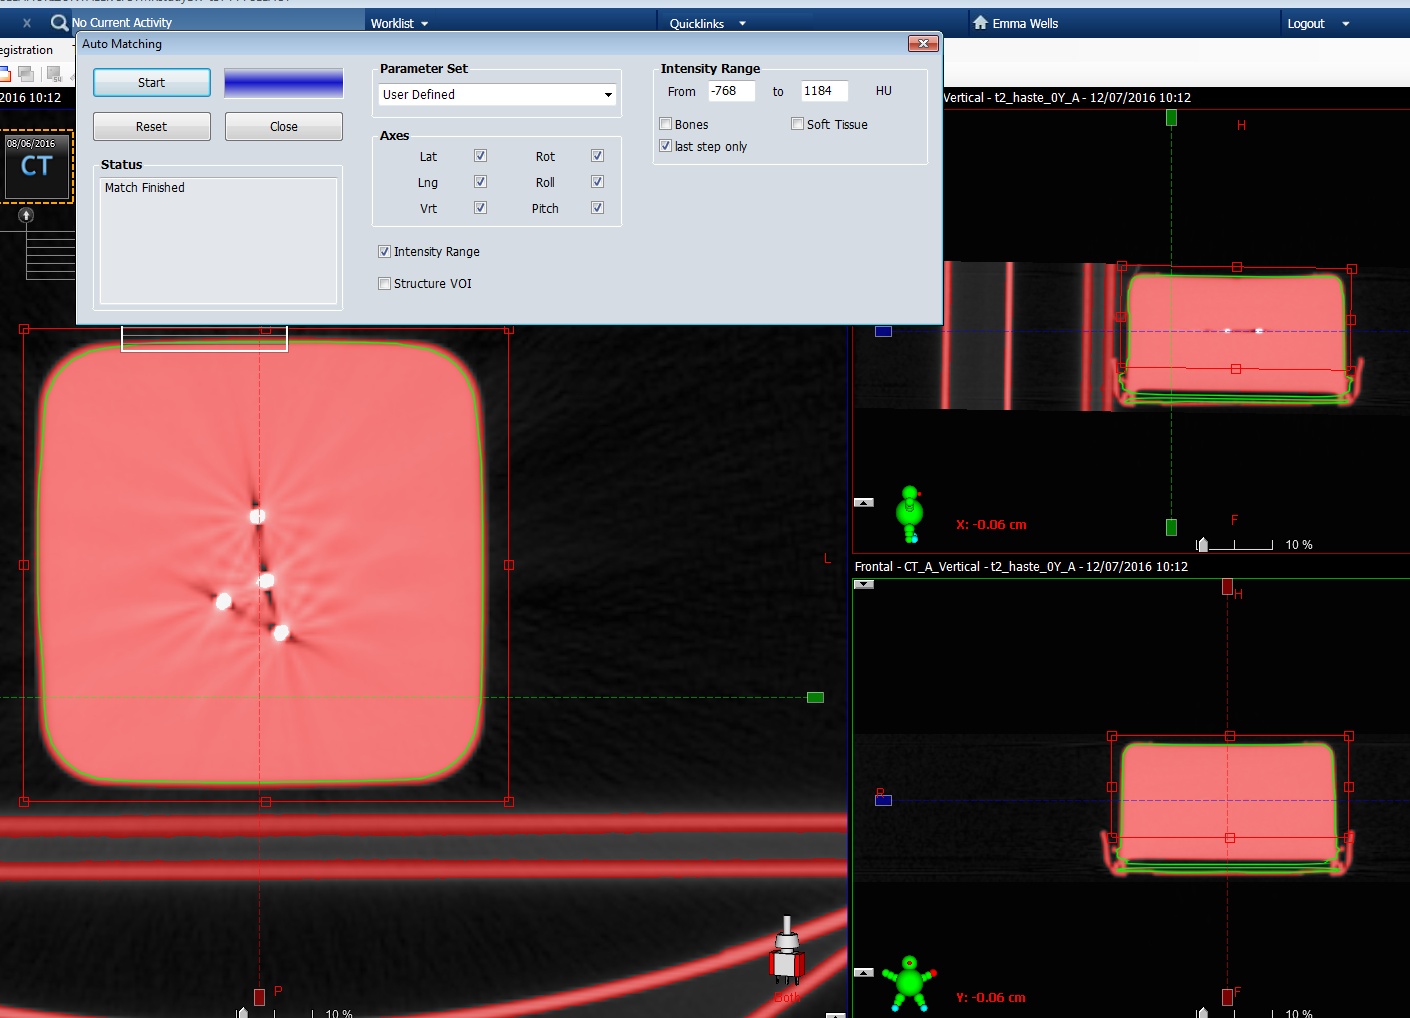 No Current Activity
Worklist
Quicklinks
Emma Wells
Logout
egistration
Auto Matching
2016 10:12
Vertical - t2_haste_0Y_A - 12/07/2016 10:12
Start
Reset
Close
Status
Match Finished
Parameter Set
User Defined
Axes
Lat
Rot
Lng
Roll
Vrt
Pitch
Intensity Range
Structure VOI
Intensity Range
From -768 to 1184 HU
Bones
Soft Tissue
last step only
08/06/2016
CT
H
L
X: -0.06 cm
F
10 %
Frontal - CT_A_Vertical - t2_haste_0Y_A - 12/07/2016 10:12
H
R
P
Both
10 %
Y: -0.06 cm
F
10 %